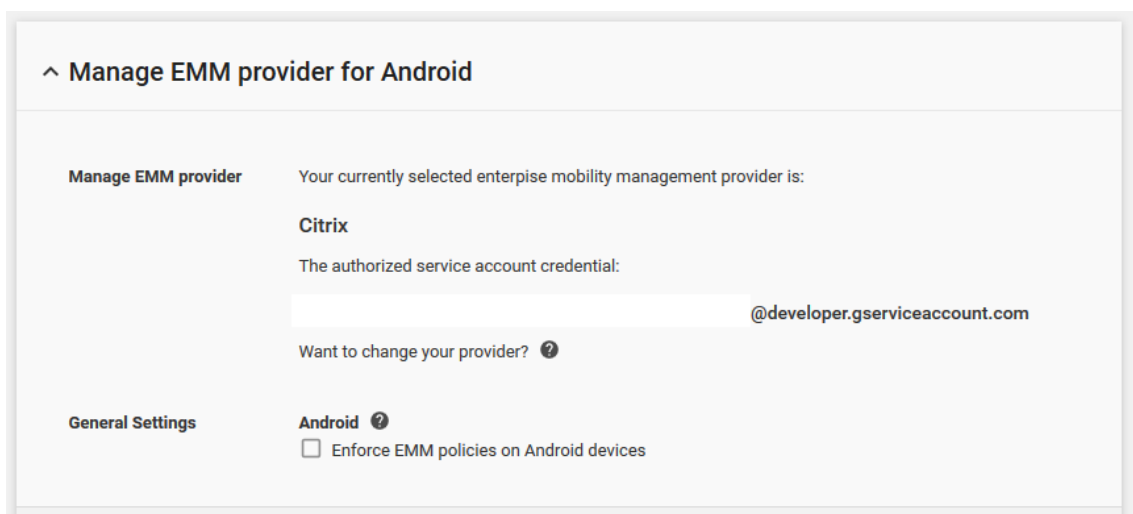 Manage EMM provider for Android
Manage EMM provider
Your currently selected enterpise mobility management provider is:
Citrix
The authorized service account credential:
@developer.gserviceaccount.com
Want to change your provider?
General Settings
Android
Enforce EMM policies on Android devices